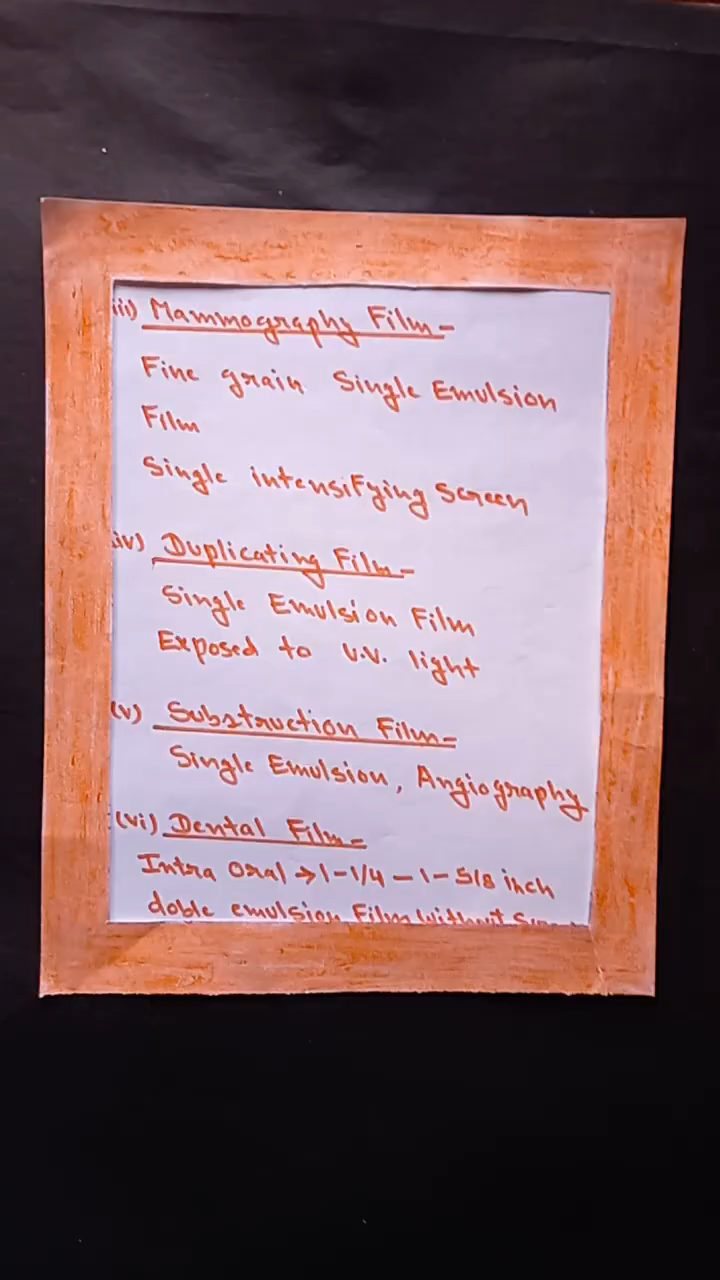 iii) Mammography Film-
Fine grain Single Emulsion
Film
Single intensifying Screen
iv) Duplicating Film-
Single Emulsion Film
Exposed to U.V. light
(v) Substruction Film-
Single Emulsion, Angiography
(vi) Dental Film-
Intra Oral → 1-1/4 - 1-5/8 inch
doble emulsion Film Without